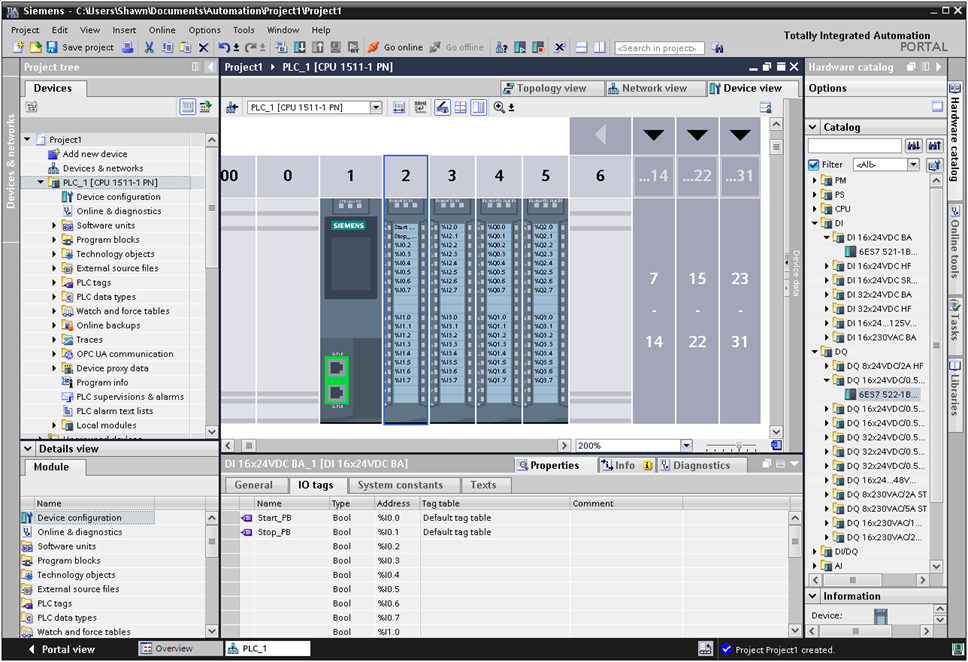 Siemens - C:\Users\Shawn\Documents\Automation\Project1\Project1
Project Edit View Insert Online Options Tools Window Help
Totally Integrated Automation
PORTAL
Save project
Go online
Go offline
<Search in project>
Project tree
Devices
Devices & networks
Project1
Add new device
Devices & networks
PLC_1 [CPU 1511-1 PN]
Device configuration
Online & diagnostics
Software units
Program blocks
Technology objects
External source files
PLC tags
PLC data types
Watch and force tables
Online backups
Traces
OPC UA communication
Device proxy data
Program info
PLC supervisions & alarms
PLC alarm text lists
Local modules
Details view
Module
Name
Device configuration
Online & diagnostics
Software units
Program blocks
Technology objects
External source files
PLC tags
PLC data types
Watch and force tables
Project1 PLC_1 [CPU 1511-1 PN]
Topology view
Network view
Device view
PLC_1 [CPU 1511-1 PN]
00 0 1 2 3 4 5 6 ...14 ...22 ...31
SIEMENS
Start ...
Stop_...
%I0.2
%I0.3
%I0.4
%I0.5
%I0.6
%I0.7
%I1.0
%I1.1
%I1.2
%I1.3
%I1.4
%I1.5
%I1.6
%I1.7
%I2.0
%I2.1
%I2.2
%I2.3
%I2.4
%I2.5
%I2.6
%I2.7
%I3.0
%I3.1
%I3.2
%I3.3
%I3.4
%I3.5
%I3.6
%I3.7
%Q0.0
%Q0.1
%Q0.2
%Q0.3
%Q0.4
%Q0.5
%Q0.6
%Q0.7
%Q1.0
%Q1.1
%Q1.2
%Q1.3
%Q1.4
%Q1.5
%Q1.6
%Q1.7
%Q2.0
%Q2.1
%Q2.2
%Q2.3
%Q2.4
%Q2.5
%Q2.6
%Q2.7
%Q3.0
%Q3.1
%Q3.2
%Q3.3
%Q3.4
%Q3.5
%Q3.6
%Q3.7
7 15 23
- - -
14 22 31
Device data
200%
DI 16x24VDC BA_1 [DI 16x24VDC BA]
Properties
Info
Diagnostics
General
IO tags
System constants
Texts
Name Type Address Tag table Comment
Start_PB Bool %I0.0 Default tag table
Stop_PB Bool %I0.1 Default tag table
Bool %I0.2
Bool %I0.3
Bool %I0.4
Bool %I0.5
Bool %I0.6
Bool %I0.7
Bool %I1.0
Hardware catalog
Options
Catalog
Filter
<All>
PM
PS
CPU
DI
DI 16x24VDC BA
6ES7 521-1B...
DI 16x24VDC HF
DI 16x24VDC SR...
DI 32x24VDC BA
DI 32x24VDC HF
DI 16x24...125V...
DI 16x230VAC BA
DQ
DQ 8x24VDC/2A HF
DQ 16x24VDC/0.5...
6ES7 522-1B...
DQ 16x24VDC/0.5...
DQ 16x24VDC/0.5...
DQ 32x24VDC/0.5...
DQ 32x24VDC/0.5...
DQ 32x24VDC/0.5...
DQ 16x24...48V...
DQ 8x230VAC/2A ST
DQ 8x230VAC/5A ST
DQ 16x230VAC/1...
DQ 16x230VAC/2...
DI/DQ
AI
Information
Device:
Hardware catalog
Online tools
Tasks
Libraries
Portal view
Overview
PLC_1
Project Project1 created.